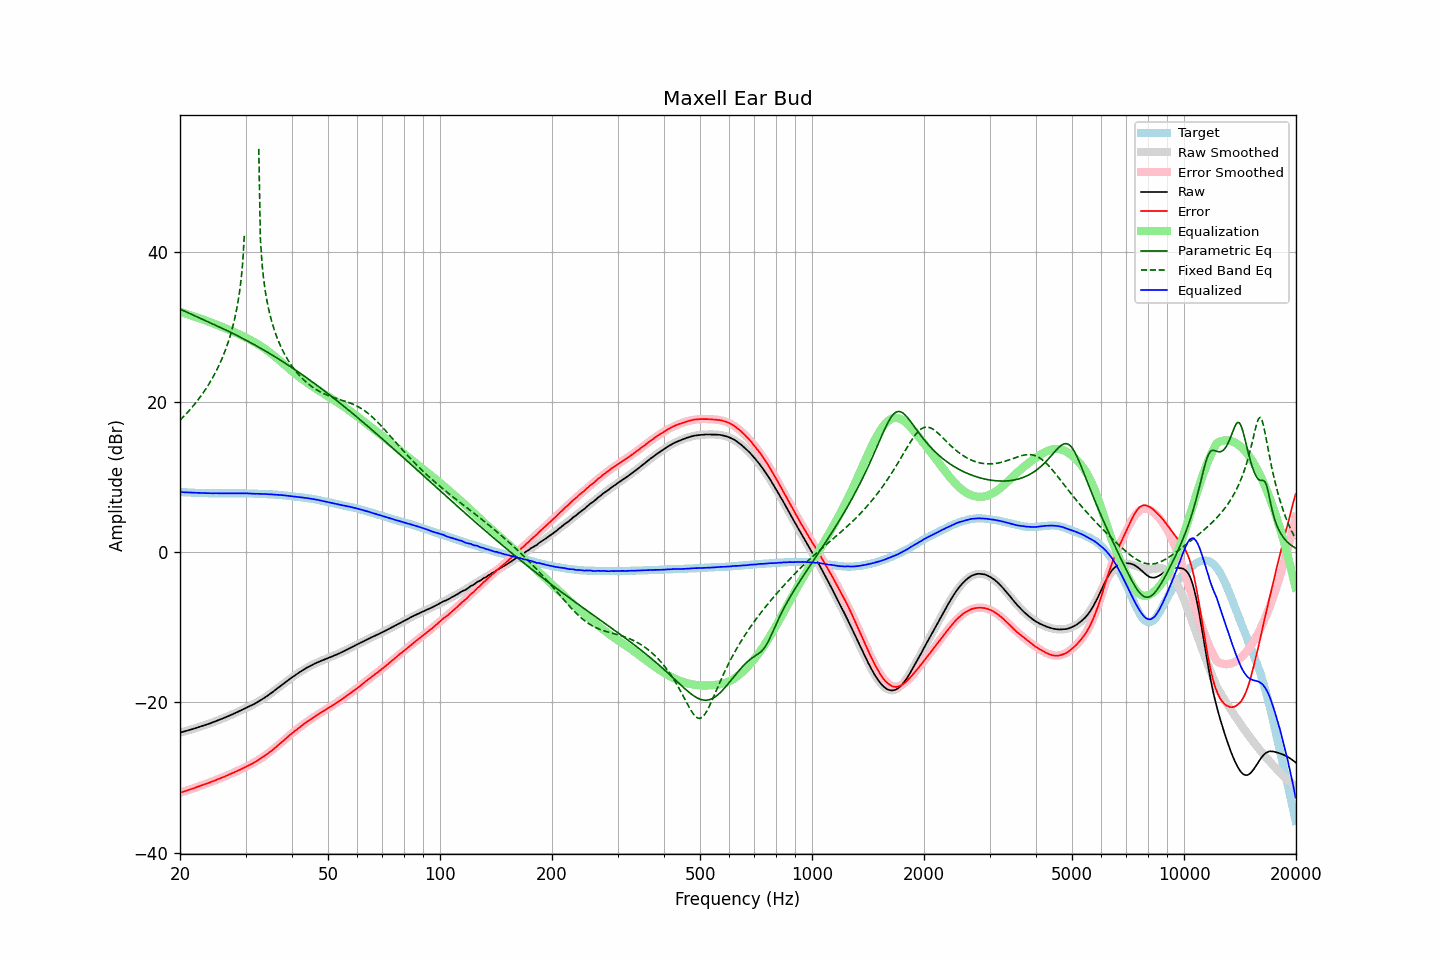 Maxell Ear Bud
Target
Raw Smoothed
Error Smoothed
Raw
Error
Equalization
Parametric Eq
Fixed Band Eq
Equalized
40
20
0
−20
−40
Amplitude (dBr)
20
50
100
200
500
1000
2000
5000
10000
20000
Frequency (Hz)